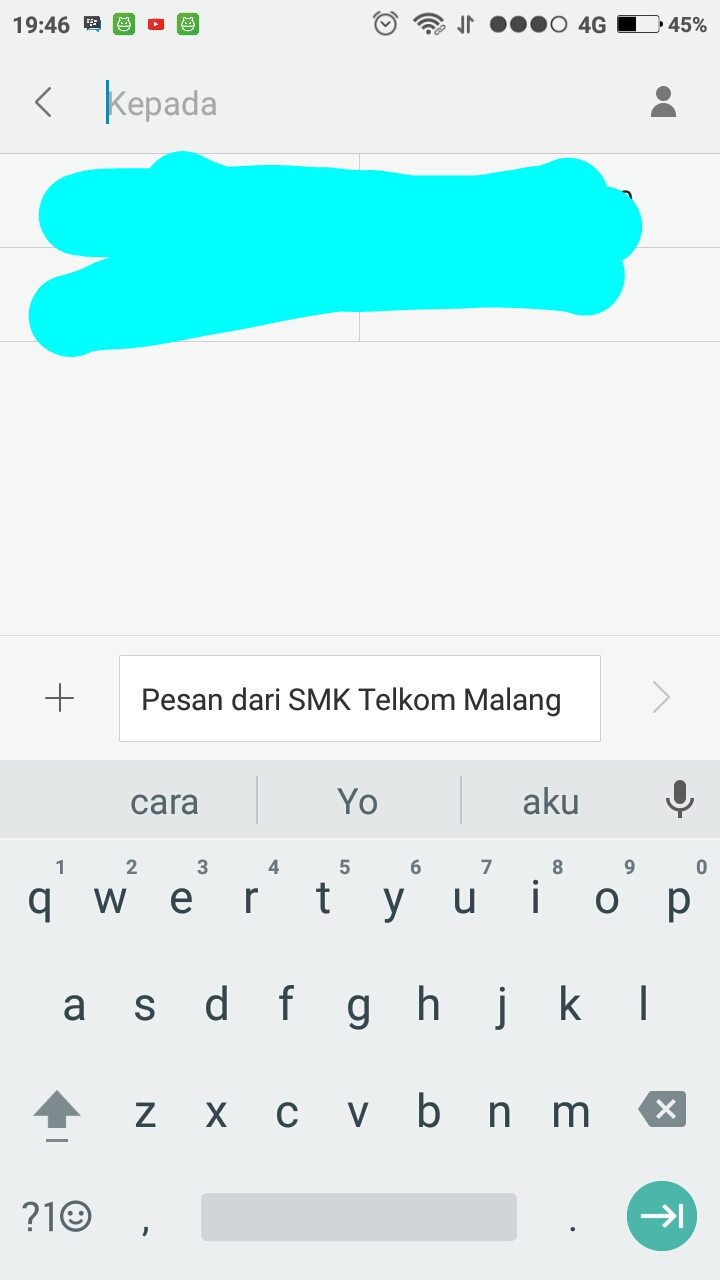 19:46 4G 45%
Kepada
Pesan dari SMK Telkom Malang
cara Yo aku
1 2 3 4 5 6 7 8 9 0
q w e r t y u i o p
a s d f g h j k l
z x c v b n m
?1 , .